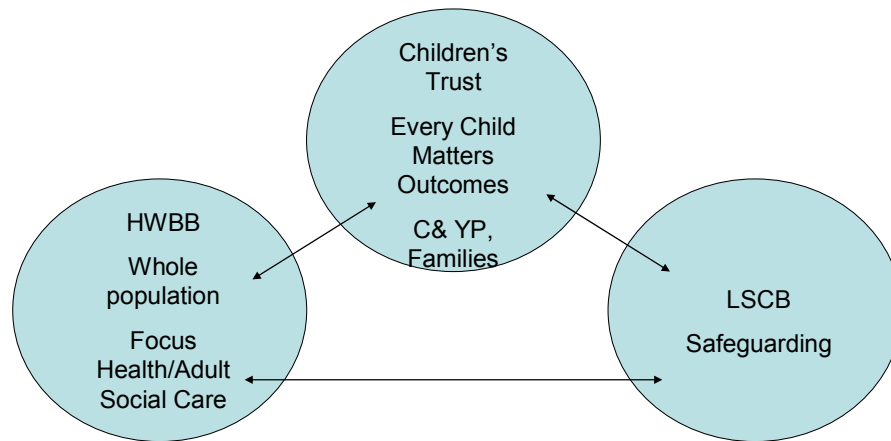 Children's
Trust
Every Child
Matters
Outcomes
C& YP,
Families
HWBB
Whole
population
Focus
Health/Adult
Social Care
LSCB
Safeguarding